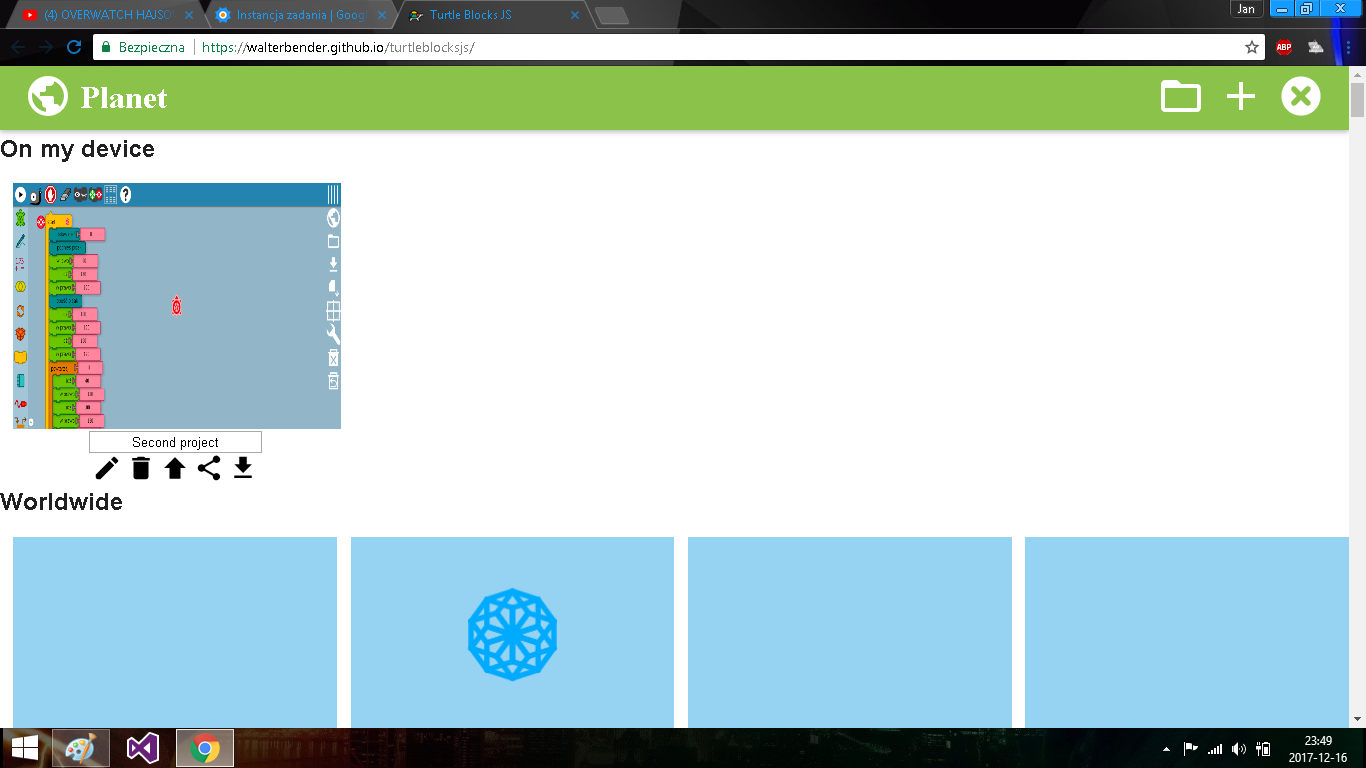 (4) OVERWATCH HAJSO
Instancja zadania | Goog
Turtle Blocks JS
Jan
Bezpieczna
https://walterbender.github.io/turtleblocksjs/
ABP
Planet
On my device
Second project
Worldwide
23:49
2017-12-16